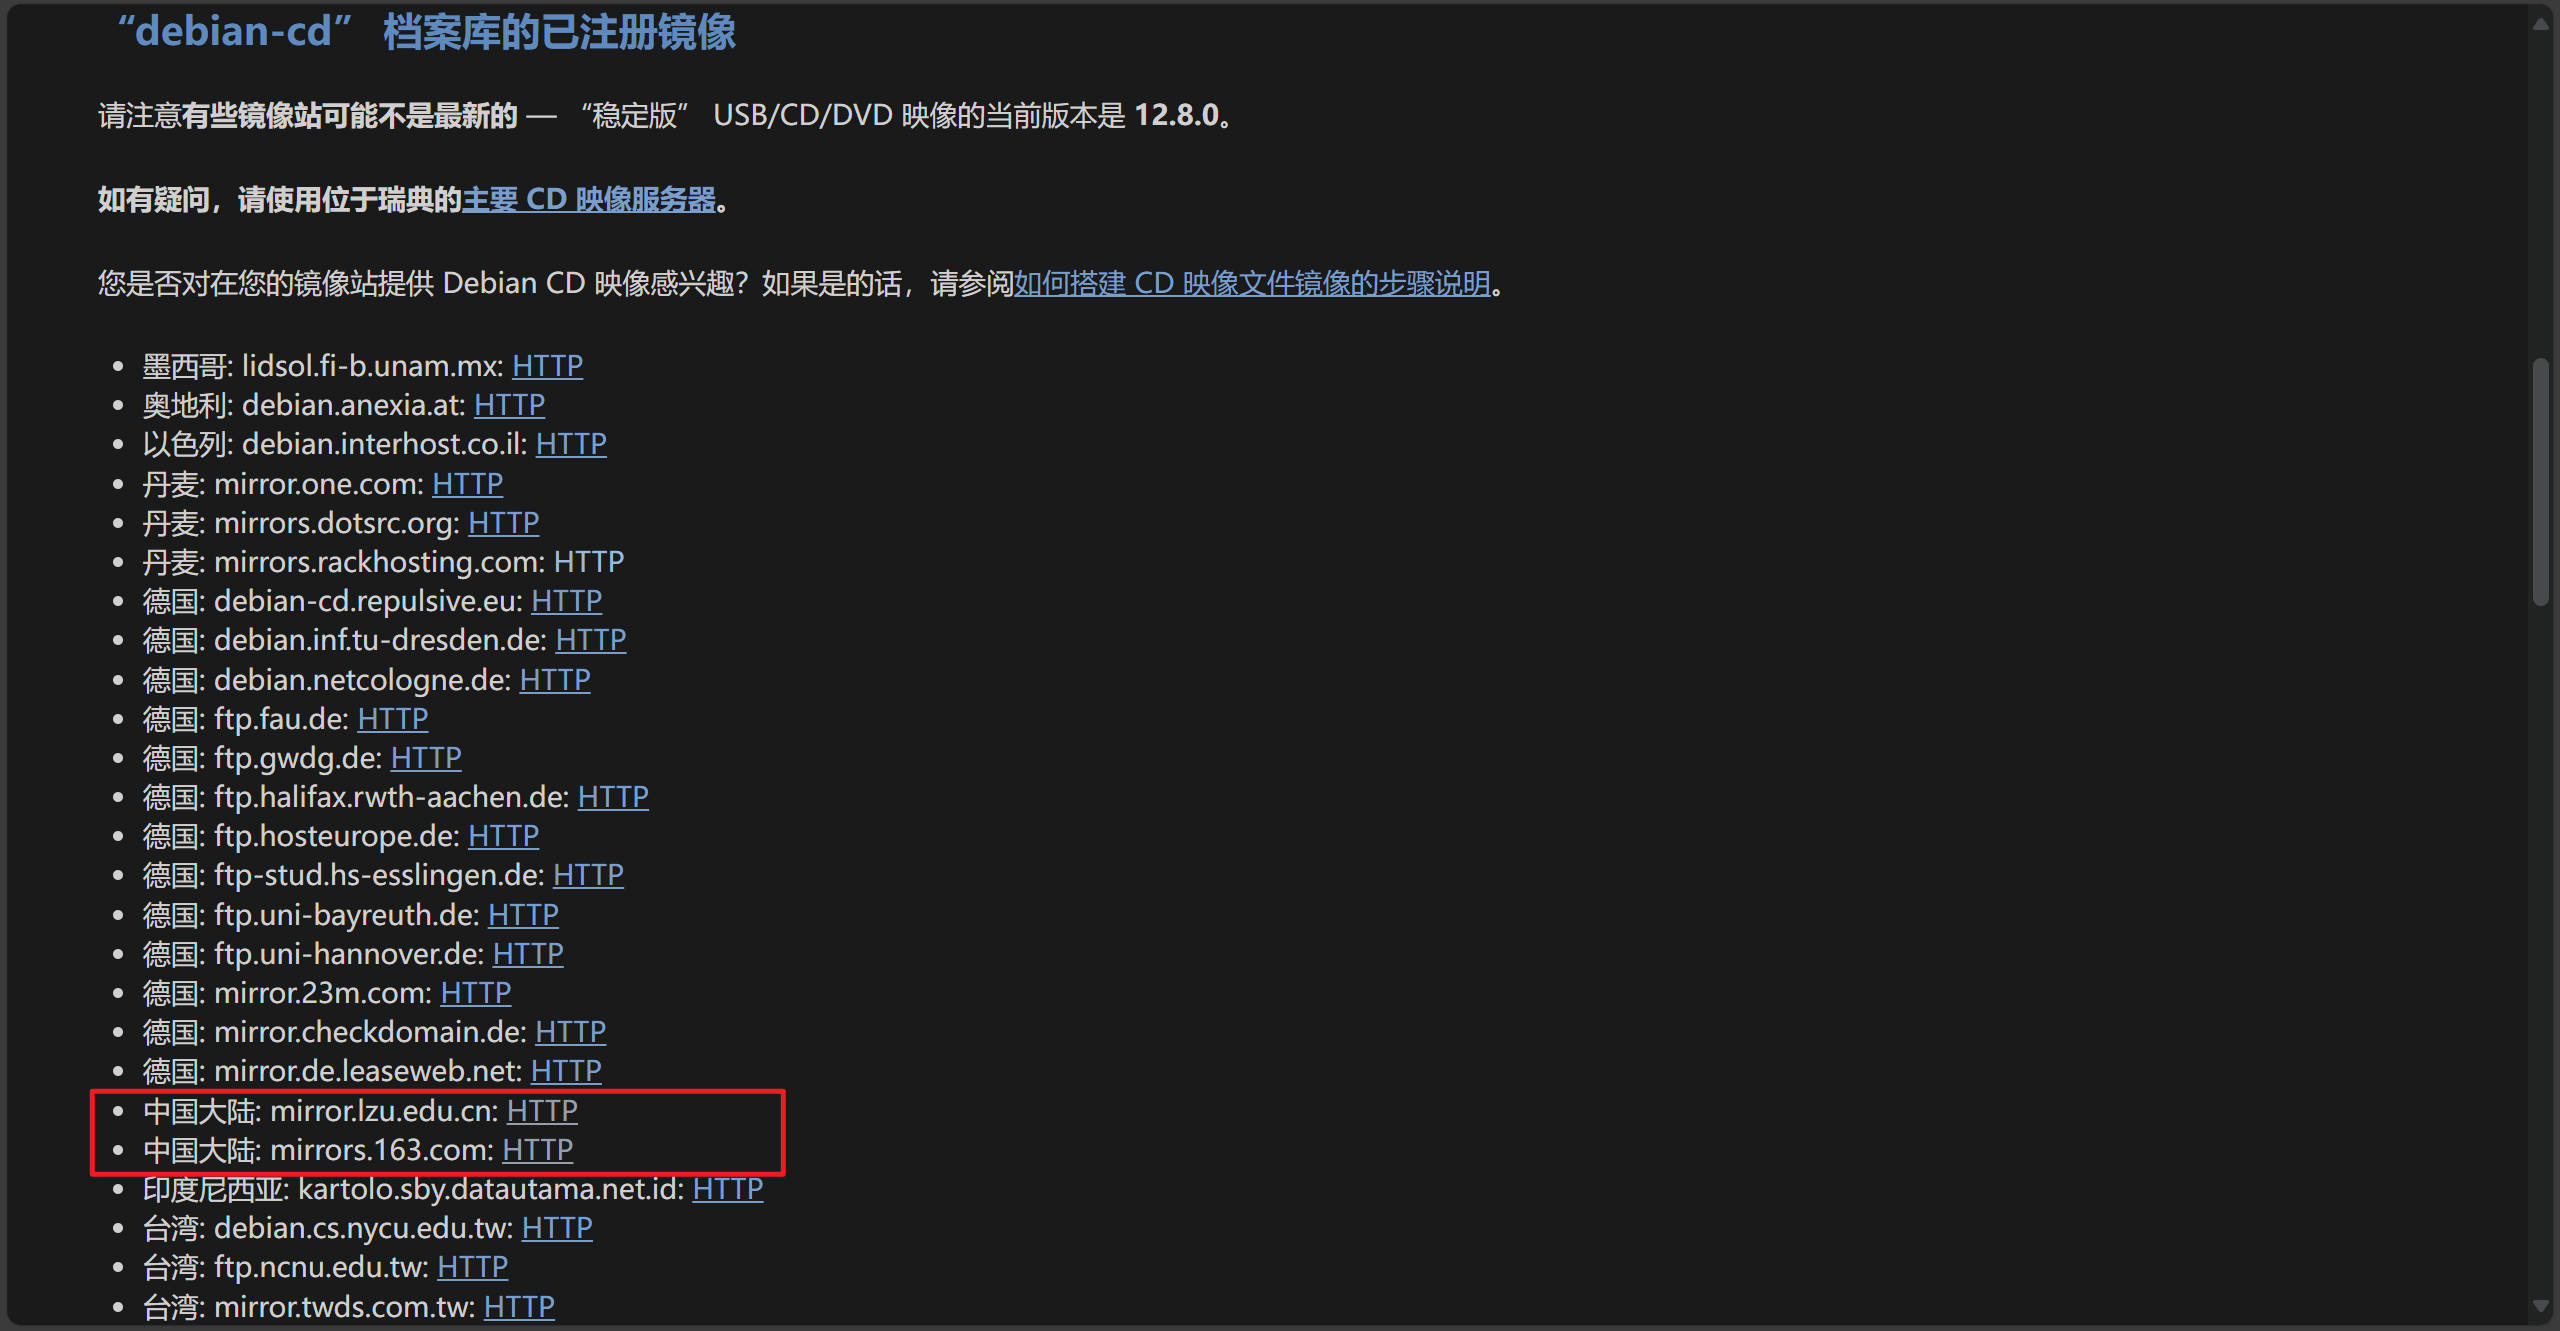 “debian-cd” 档案库的已注册镜像
请注意有些镜像站可能不是最新的 — “稳定版” USB/CD/DVD 映像的当前版本是 12.8.0。
如有疑问，请使用位于瑞典的主要 CD 映像服务器。
您是否对在您的镜像站提供 Debian CD 映像感兴趣？如果是的话，请参阅如何搭建 CD 映像文件镜像的步骤说明。
• 墨西哥: lidsol.fi-b.unam.mx: HTTP
• 奥地利: debian.anexia.at: HTTP
• 以色列: debian.interhost.co.il: HTTP
• 丹麦: mirror.one.com: HTTP
• 丹麦: mirrors.dotsrc.org: HTTP
• 丹麦: mirrors.rackhosting.com: HTTP
• 德国: debian-cd.repulsive.eu: HTTP
• 德国: debian.inf.tu-dresden.de: HTTP
• 德国: debian.netcologne.de: HTTP
• 德国: ftp.fau.de: HTTP
• 德国: ftp.gwdg.de: HTTP
• 德国: ftp.halifax.rwth-aachen.de: HTTP
• 德国: ftp.hosteurope.de: HTTP
• 德国: ftp-stud.hs-esslingen.de: HTTP
• 德国: ftp.uni-bayreuth.de: HTTP
• 德国: ftp.uni-hannover.de: HTTP
• 德国: mirror.23m.com: HTTP
• 德国: mirror.checkdomain.de: HTTP
• 德国: mirror.de.leaseweb.net: HTTP
• 中国大陆: mirror.lzu.edu.cn: HTTP
• 中国大陆: mirrors.163.com: HTTP
• 印度尼西亚: kartolo.sby.datautama.net.id: HTTP
• 台湾: debian.cs.nycu.edu.tw: HTTP
• 台湾: ftp.ncnu.edu.tw: HTTP
• 台湾: mirror.twds.com.tw: HTTP